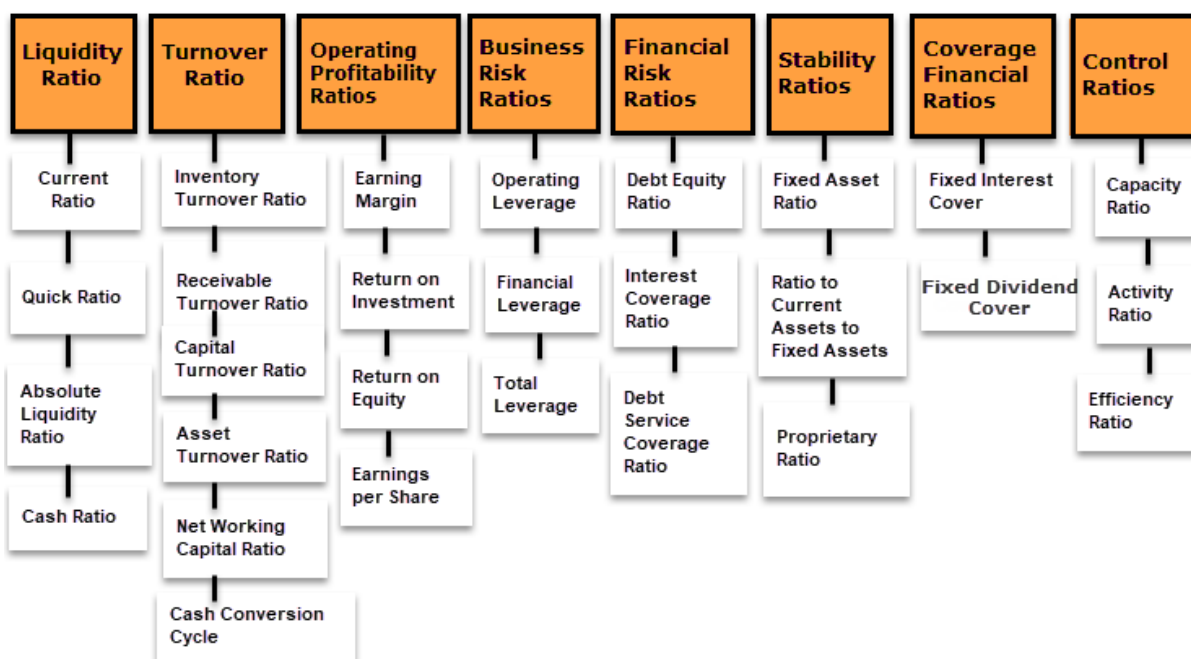 Liquidity
Ratio
Current
Ratio
Quick Ratio
Absolute
Liquidity
Ratio
Cash Ratio
Turnover
Ratio
Inventory
Turnover Ratio
Receivable
Turnover Ratio
Capital
Turnover Ratio
Asset
Turnover Ratio
Net Working
Capital Ratio
Cash Conversion
Cycle
Operating
Profitability
Ratios
Earning
Margin
Return on
Investment
Return on
Equity
Earnings
per Share
Business
Risk
Ratios
Operating
Leverage
Financial
Leverage
Total
Leverage
Financial
Risk
Ratios
Debt Equity
Ratio
Interest
Coverage
Ratio
Debt
Service
Coverage
Ratio
Stability
Ratios
Fixed Asset
Ratio
Ratio to
Current
Assets to
Fixed Assets
Proprietary
Ratio
Coverage
Financial
Ratios
Fixed Interest
Cover
Fixed Dividend
Cover
Control
Ratios
Capacity
Ratio
Activity
Ratio
Efficiency
Ratio